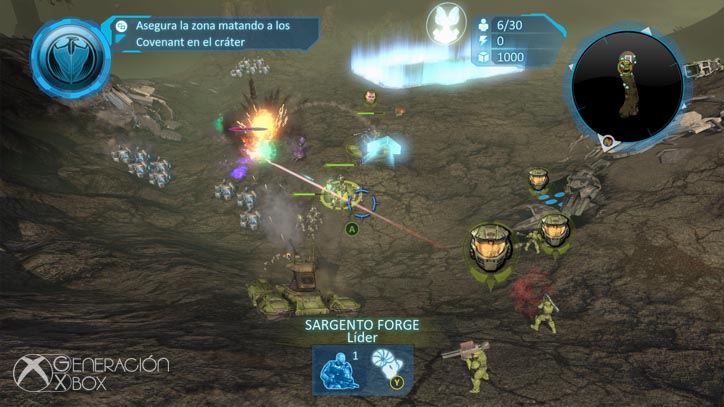 Asegura la zona matando a los
Covenant en el cráter
6/30
0
1000
A
SARGENTO FORGE
Líder
1
Y
GENERACIÓN
XBOX